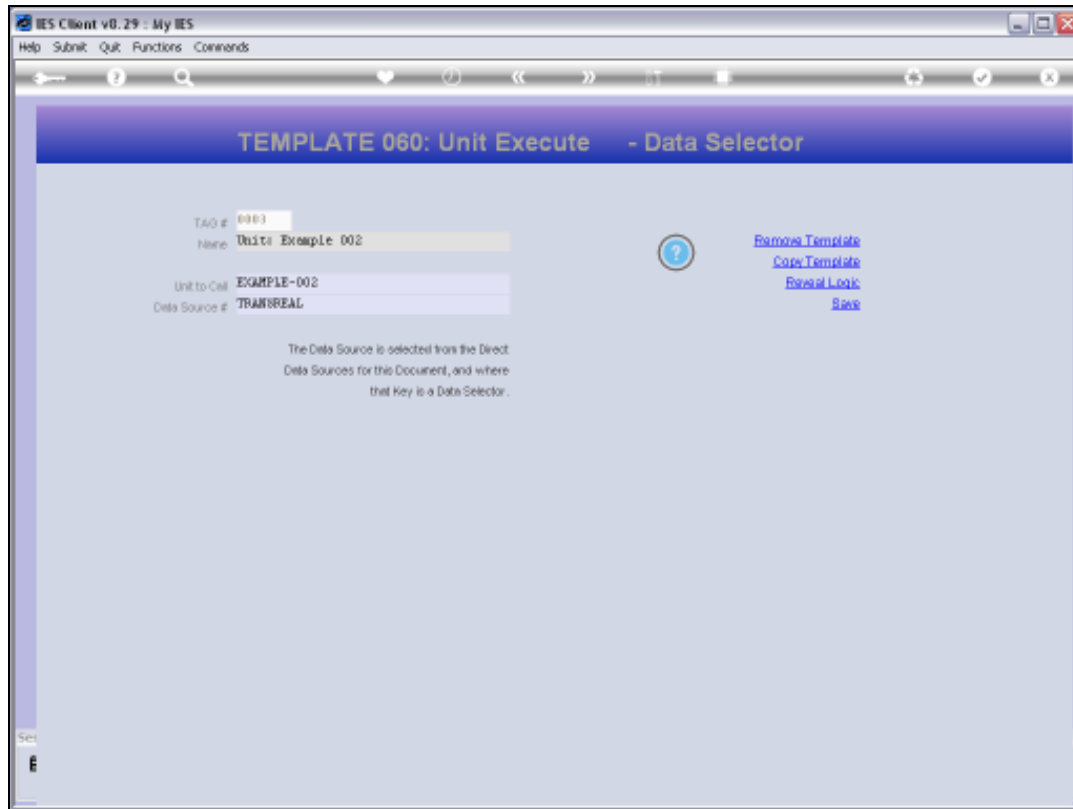 IES Client v8.29 : My IES
Help Submit Quit Functions Commands
TEMPLATE 060: Unit Execute - Data Selector
TAG # 0003
Name Unit: Example 002
Unit to Call EXAMPLE-002
Data Source # TRANSREAL
The Data Source is selected from the Direct
Data Sources for this Document, and where
that Key is a Data Selector.
Remove Template
Copy Template
Reveal Logic
Save